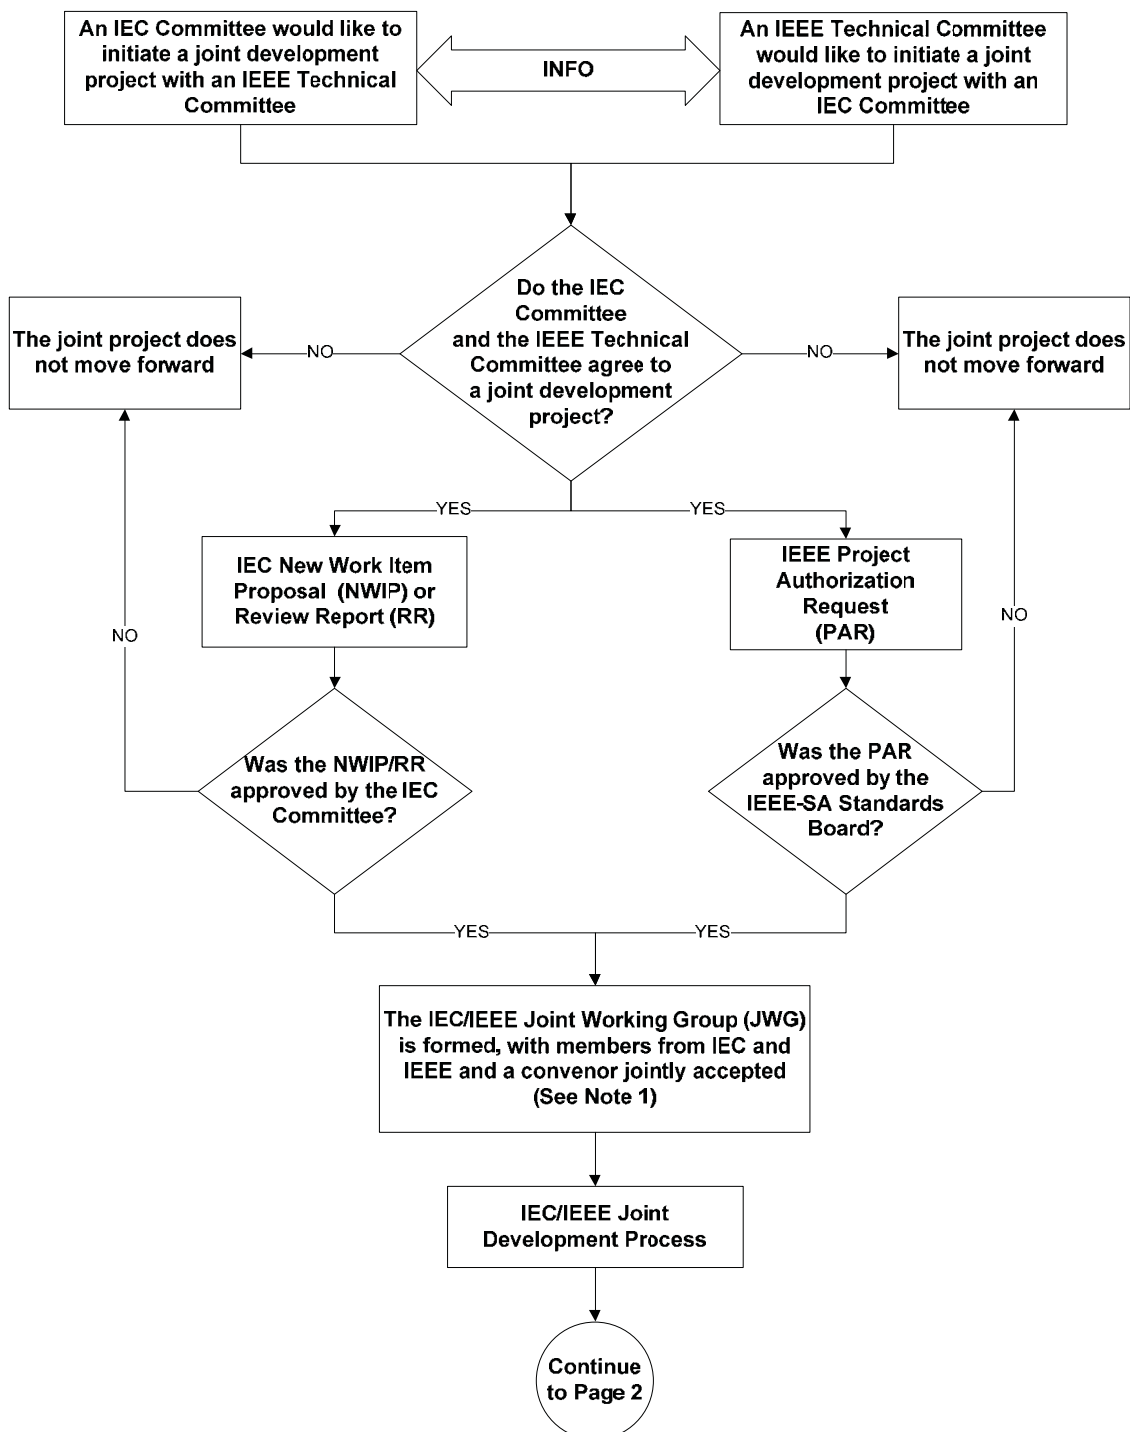 An IEC Committee would like to
initiate a joint development
project with an IEEE Technical
Committee
INFO
An IEEE Technical Committee
would like to initiate a joint
development project with an
IEC Committee
Do the IEC
Committee
and the IEEE Technical
Committee agree to
a joint development
project?
The joint project does
not move forward
NO
NO
The joint project does
not move forward
YES
YES
IEC New Work Item
Proposal (NWIP) or
Review Report (RR)
IEEE Project
Authorization
Request
(PAR)
NO
NO
Was the NWIP/RR
approved by the IEC
Committee?
Was the PAR
approved by the
IEEE-SA Standards
Board?
YES
YES
The IEC/IEEE Joint Working Group (JWG)
is formed, with members from IEC and
IEEE and a convenor jointly accepted
(See Note 1)
IEC/IEEE Joint
Development Process
Continue
to Page 2